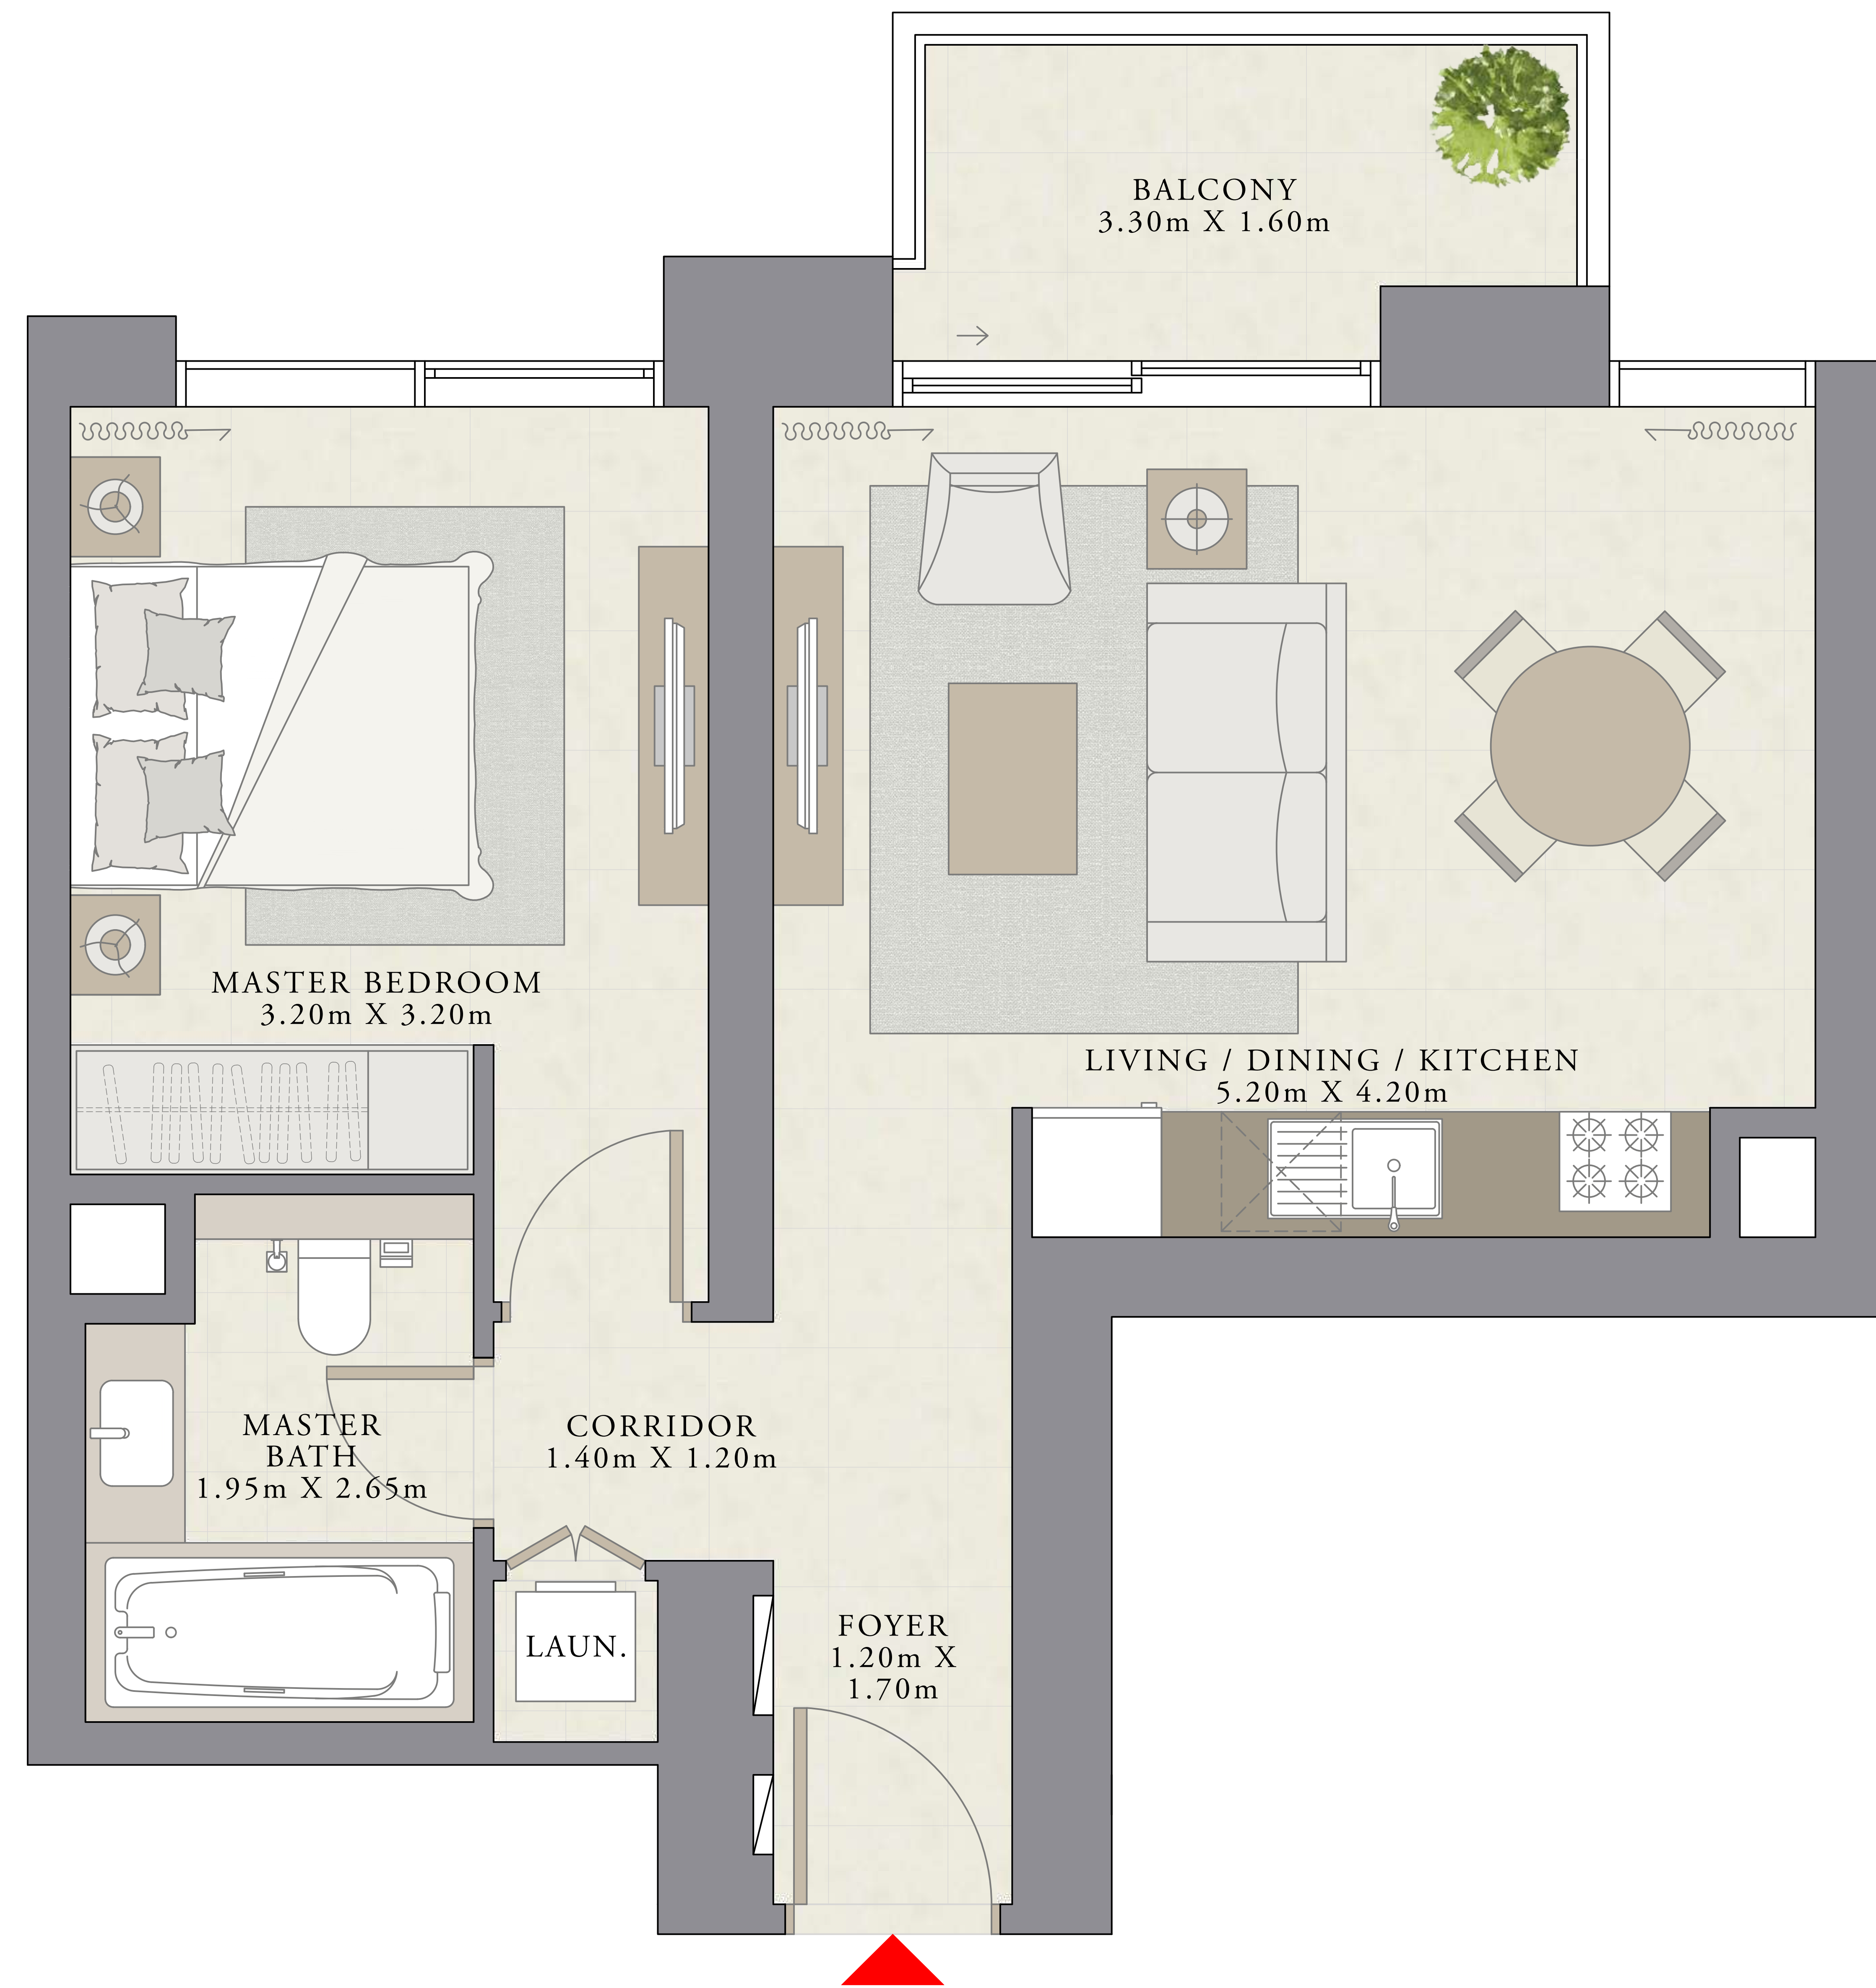 BALCONY
3.30m X 1.60m
MASTER BEDROOM
3.20m X 3.20m
LIVING / DINING / KITCHEN
5.20m X 4.20m
MASTER
BATH
1.95m X 2.65m
CORRIDOR
1.40m X 1.20m
LAUN.
FOYER
1.20m X
1.70m